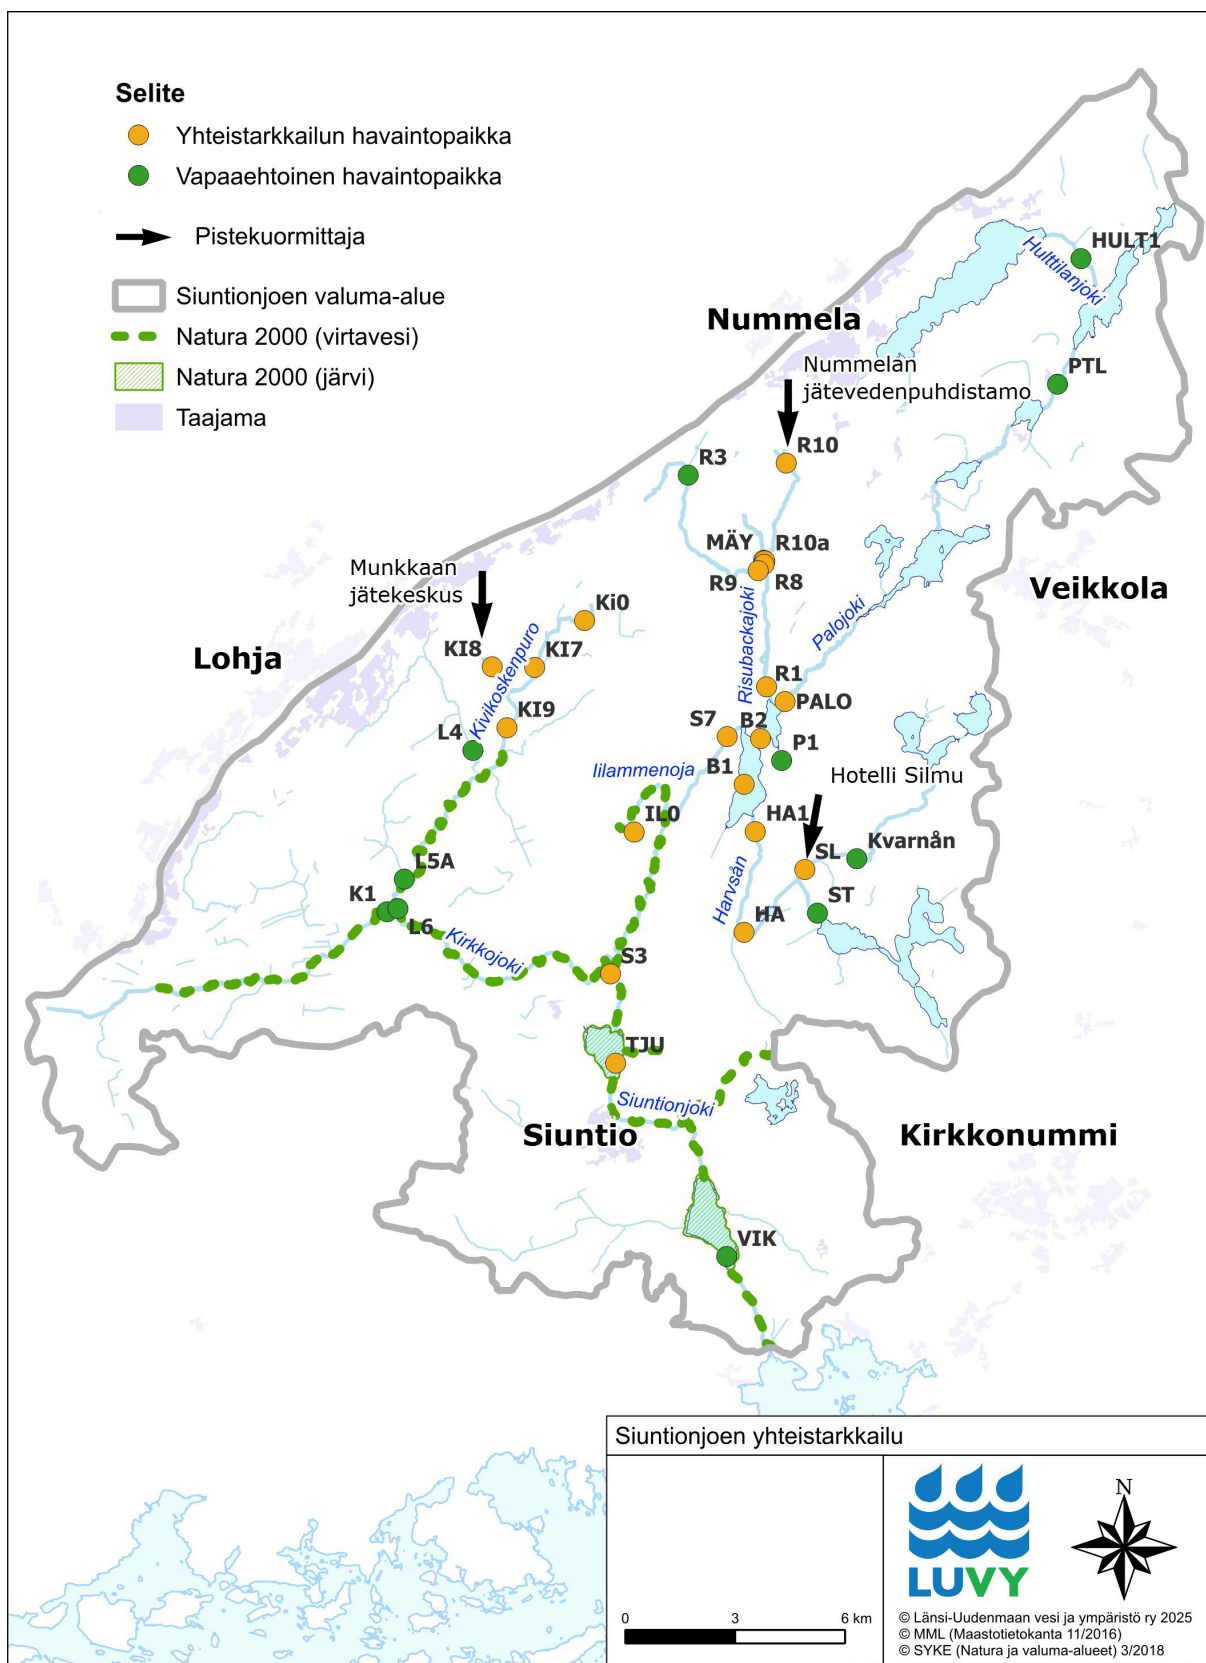 Selite
Yhteistarkkailun havaintopaikka
Vapaaehtoinen havaintopaikka
Pistekuormittaja
Siuntionjoen valuma-alue
Natura 2000 (virtavesi)
Natura 2000 (järvi)
Taajama
HULT1
Hulttilanjoki
Nummela
Nummelan
jätevedenpuhdistamo
PTL
R3
R10
MÄY
R10a
R9
R8
Munkkaan
jätekeskus
Veikkola
Palojoki
Ki0
Lohja
KI8
KI7
Kivikoskenpuro
Risubackajoki
R1
PALO
KI9
L4
S7
B2
P1
B1
Iilammenoja
Hotelli Silmu
IL0
HA1
SL
Kvarnån
L5A
K1
L6
Harvsån
ST
HA
Kirkkojoki
S3
TJU
Siuntionjoki
Siuntio
Kirkkonummi
VIK
Siuntionjoen yhteistarkkailu
N
LUVY
0 3 6 km
© Länsi-Uudenmaan vesi ja ympäristö ry 2025
© MML (Maastotietokanta 11/2016)
© SYKE (Natura ja valuma-alueet) 3/2018